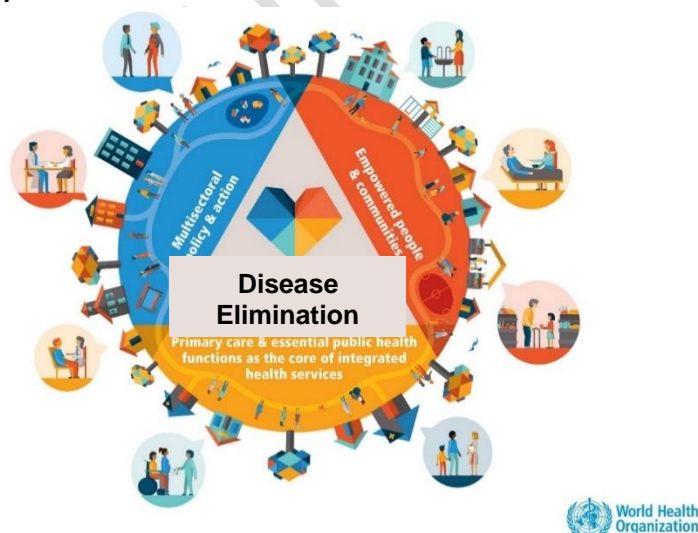 Multisectoral
policy & action
Empowered people
& communities
Disease
Elimination
Primary care & essential public health
functions as the core of integrated
health services
World Health
Organization